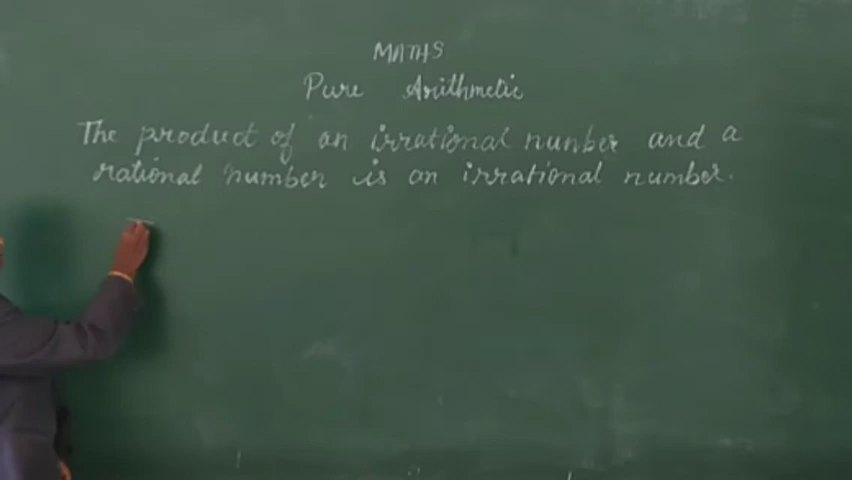 MATHS
Pure Arithmetic
The product of an irrational number and a
rational number is an irrational number.